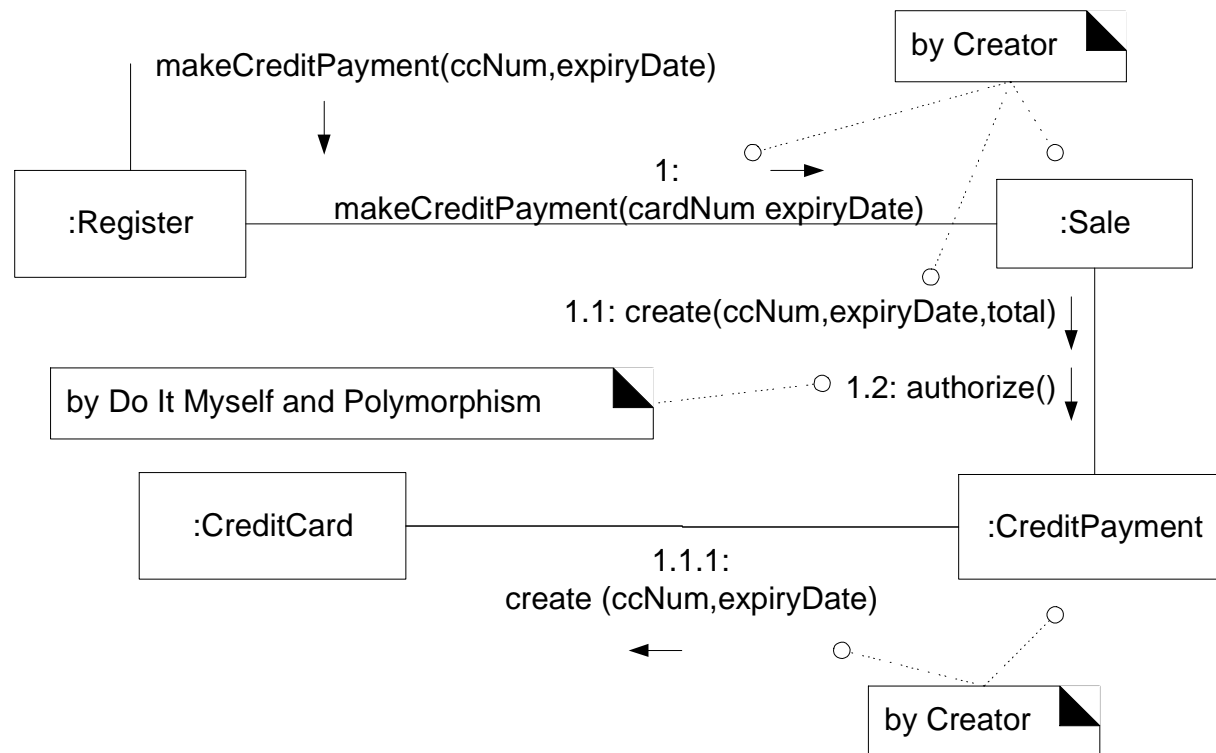 by Creator
makeCreditPayment(ccNum,expiryDate)
1:
:Register
makeCreditPayment(cardNum expiryDate)
:Sale
1.1: create(ccNum,expiryDate,total)
by Do It Myself and Polymorphism
1.2: authorize()
:CreditCard
:CreditPayment
1.1.1:
create (ccNum,expiryDate)
by Creator